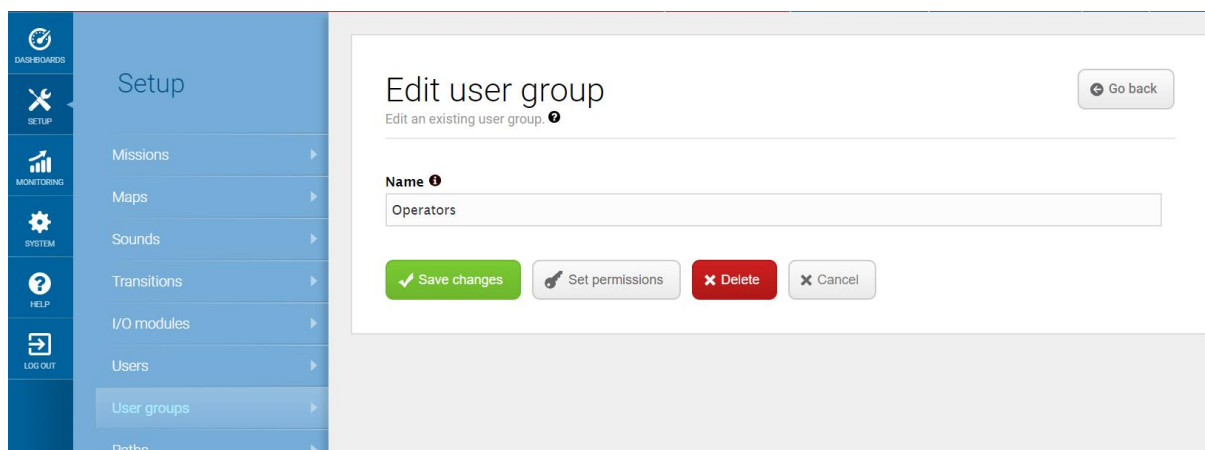 DASHBOARDS
SETUP
MONITORING
SYSTEM
HELP
LOG OUT
Setup
Missions
Maps
Sounds
Transitions
I/O modules
Users
User groups
Paths
Edit user group
Go back
Edit an existing user group.
Name
Operators
Save changes
Set permissions
Delete
Cancel